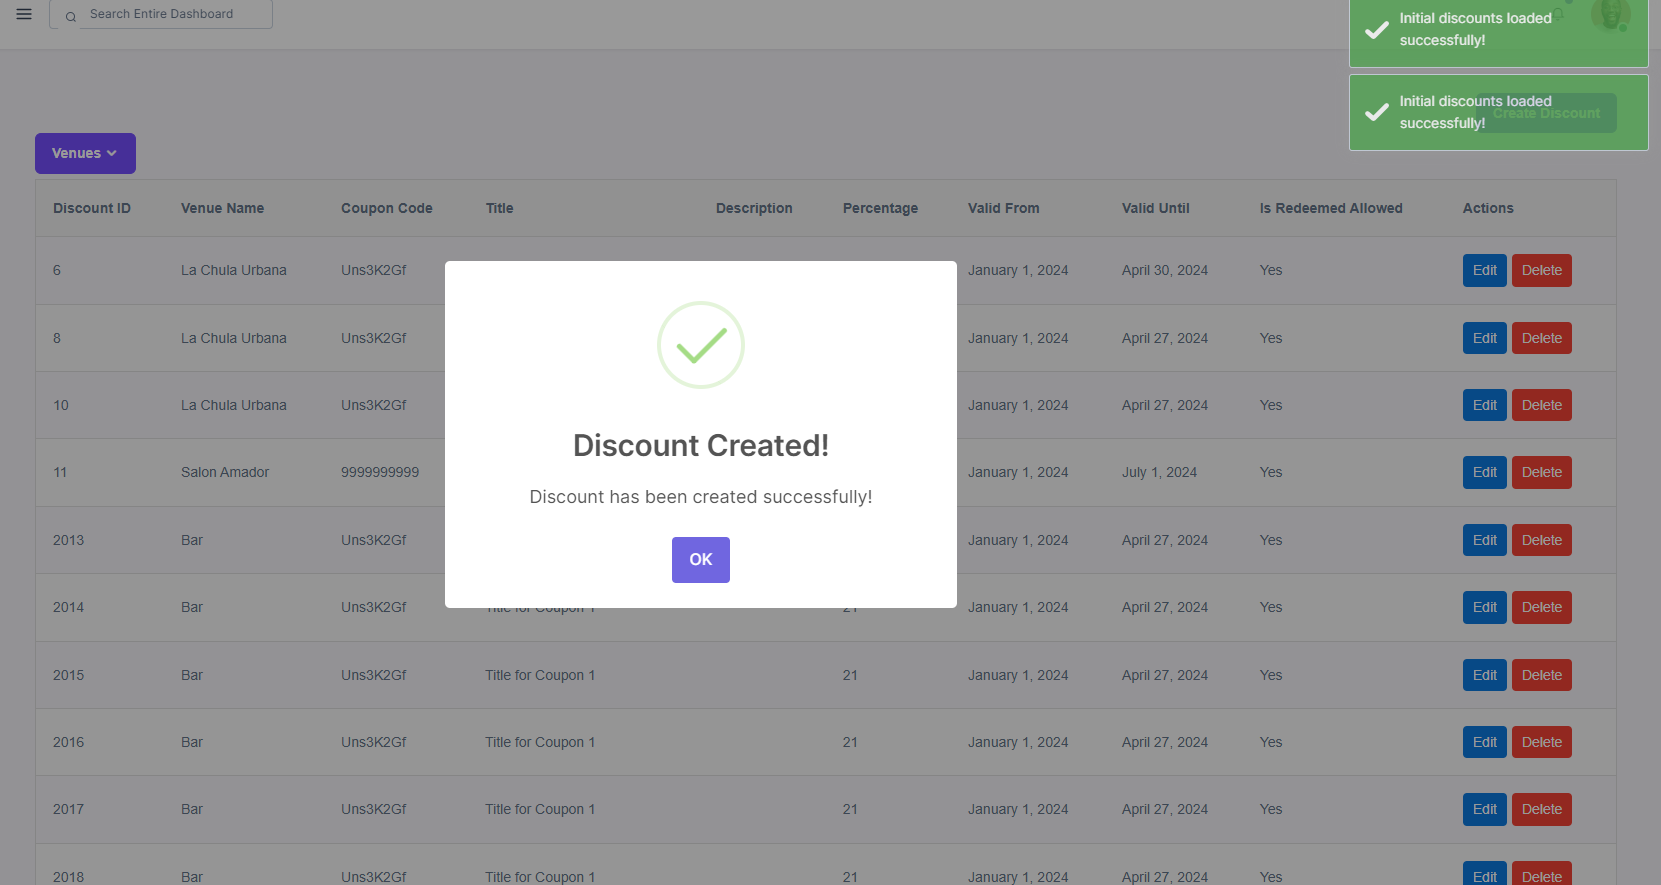 Search Entire Dashboard
Initial discounts loaded
successfully!
Initial discounts loaded
successfully!
Create Discount
Venues
Discount ID Venue Name Coupon Code Title Description Percentage Valid From Valid Until Is Redeemed Allowed Actions
6 La Chula Urbana Uns3K2Gf January 1, 2024 April 30, 2024 Yes Edit Delete
8 La Chula Urbana Uns3K2Gf January 1, 2024 April 27, 2024 Yes Edit Delete
10 La Chula Urbana Uns3K2Gf January 1, 2024 April 27, 2024 Yes Edit Delete
11 Salon Amador 9999999999 January 1, 2024 July 1, 2024 Yes Edit Delete
2013 Bar Uns3K2Gf January 1, 2024 April 27, 2024 Yes Edit Delete
2014 Bar Uns3K2Gf Title for Coupon 1 21 January 1, 2024 April 27, 2024 Yes Edit Delete
2015 Bar Uns3K2Gf Title for Coupon 1 21 January 1, 2024 April 27, 2024 Yes Edit Delete
2016 Bar Uns3K2Gf Title for Coupon 1 21 January 1, 2024 April 27, 2024 Yes Edit Delete
2017 Bar Uns3K2Gf Title for Coupon 1 21 January 1, 2024 April 27, 2024 Yes Edit Delete
2018 Bar Uns3K2Gf Title for Coupon 1 21 January 1, 2024 April 27, 2024 Yes Edit Delete
Discount Created!
Discount has been created successfully!
OK